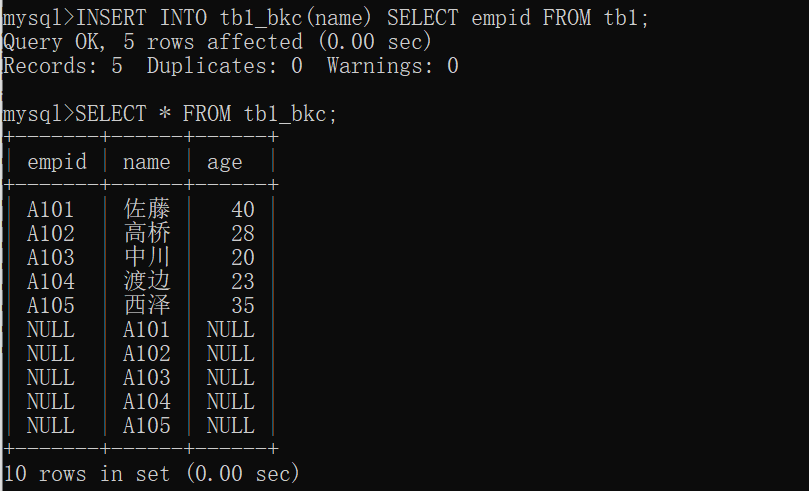 mysql>INSERT INTO tb1_bkc(name) SELECT empid FROM tb1;
Query OK, 5 rows affected (0.00 sec)
Records: 5  Duplicates: 0  Warnings: 0
mysql>SELECT * FROM tb1_bkc;
+-------+------+------+
| empid | name | age  |
+-------+------+------+
| A101  | 佐藤 |   40 |
| A102  | 高桥 |   28 |
| A103  | 中川 |   20 |
| A104  | 渡边 |   23 |
| A105  | 西泽 |   35 |
| NULL  | A101 | NULL |
| NULL  | A102 | NULL |
| NULL  | A103 | NULL |
| NULL  | A104 | NULL |
| NULL  | A105 | NULL |
+-------+------+------+
10 rows in set (0.00 sec)